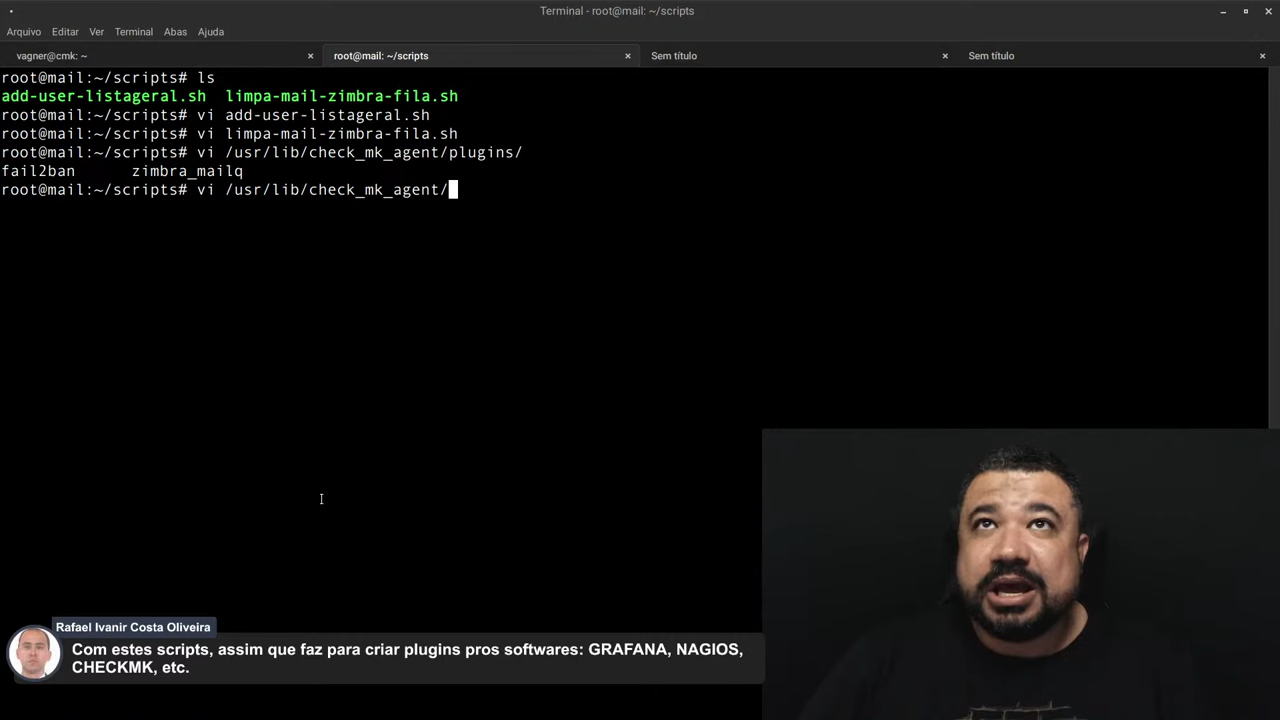 Terminal - root@mail: ~/scripts
Arquivo Editar Ver Terminal Abas Ajuda
vagner@cmk: ~ root@mail: ~/scripts Sem título Sem título
root@mail:~/scripts# ls
add-user-listageral.sh limpa-mail-zimbra-fila.sh
root@mail:~/scripts# vi add-user-listageral.sh
root@mail:~/scripts# vi limpa-mail-zimbra-fila.sh
root@mail:~/scripts# vi /usr/lib/check_mk_agent/plugins/
fail2ban zimbra_mailq
root@mail:~/scripts# vi /usr/lib/check_mk_agent/
Rafael Ivanir Costa Oliveira
Com estes scripts, assim que faz para criar plugins pros softwares: GRAFANA, NAGIOS,
CHECKMK, etc.